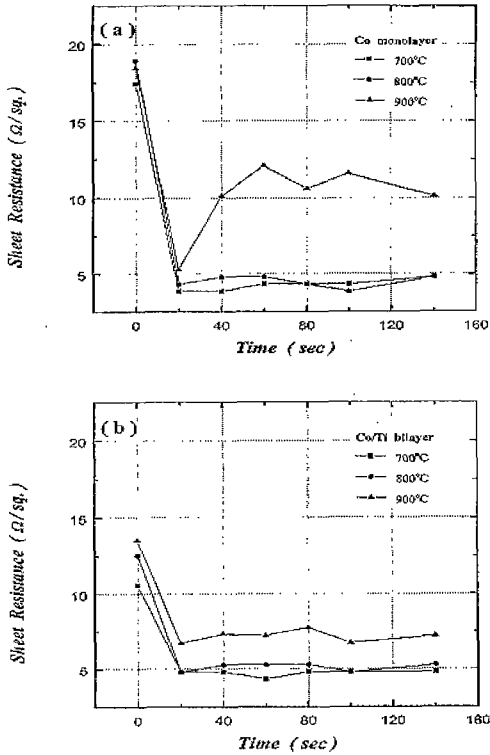 (a)
Co monolayer
700°C
800°C
900°C
20
15
10
5
Sheet Resistance (Ω/sq.)
0 40 80 120 160
Time (sec)
(b)
Co/Ti bilayer
700°C
800°C
900°C
20
15
10
5
Sheet Resistance (Ω/sq.)
0 40 80 120 160
Time (sec)